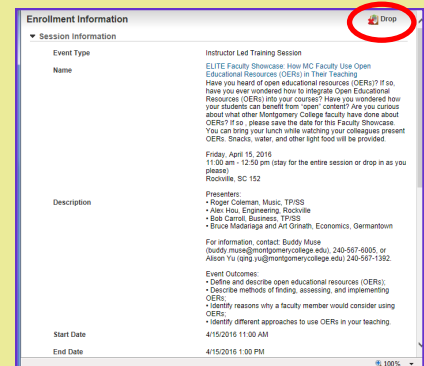 Enrollment Information
Drop
Session Information
Event Type
Instructor Led Training Session
Name
ELITE Faculty Showcase: How MC Faculty Use Open
Educational Resources (OERs) in Their Teaching
Have you heard of open educational resources (OERs)? If so,
have you ever wondered how to integrate Open Educational
Resources (OERs) into your courses? Have you wondered how
your students can benefit from "open" content? Are you curious
about what other Montgomery College faculty have done about
OERs? If so , please save the date for this Faculty Showcase.
You can bring your lunch while watching your colleagues present
OERs. Snacks, water, and other light food will be provided.
Friday, April 15, 2016
11:00 am - 12:50 pm (stay for the entire session or drop in as you
please)
Rockville, SC 152
Description
Presenters:
• Roger Coleman, Music, TP/SS
• Alex Hou, Engineering, Rockville
• Bob Carroll, Business, TP/SS
• Bruce Madariaga and Art Grinath, Economics, Germantown
For information, contact: Buddy Muse
(buddy.muse@montgomerycollege.edu), 240-567-6005, or
Alison Yu (qing.yu@montgomerycollege.edu) 240-567-1392.
Event Outcomes:
• Define and describe open educational resources (OERs);
• Describe methods of finding, assessing, and implementing
OERs;
• Identify reasons why a faculty member would consider using
OERs;
• Identify different approaches to use OERs in your teaching.
Start Date
4/15/2016 11:00 AM
End Date
4/15/2016 1:00 PM
100%